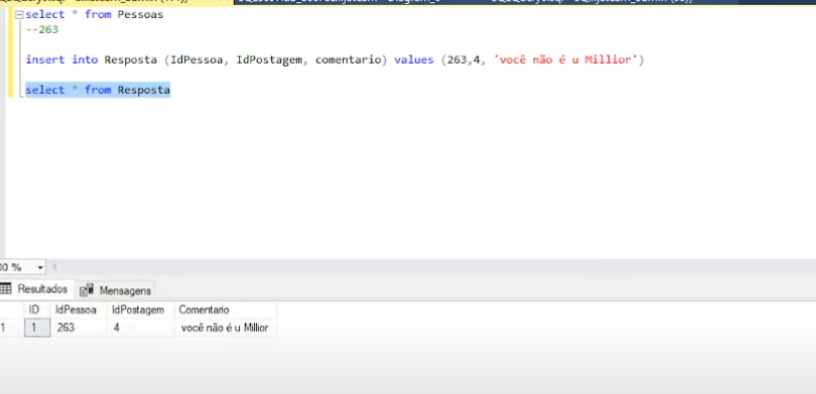 select * from Pessoas
--263
insert into Resposta (IdPessoa, IdPostagem, comentario) values (263,4, 'você não é u Millior')
select * from Resposta
00 %
Resultados Mensagens
ID IdPessoa IdPostagem Comentario
1 1 263 4 você não é u Millior